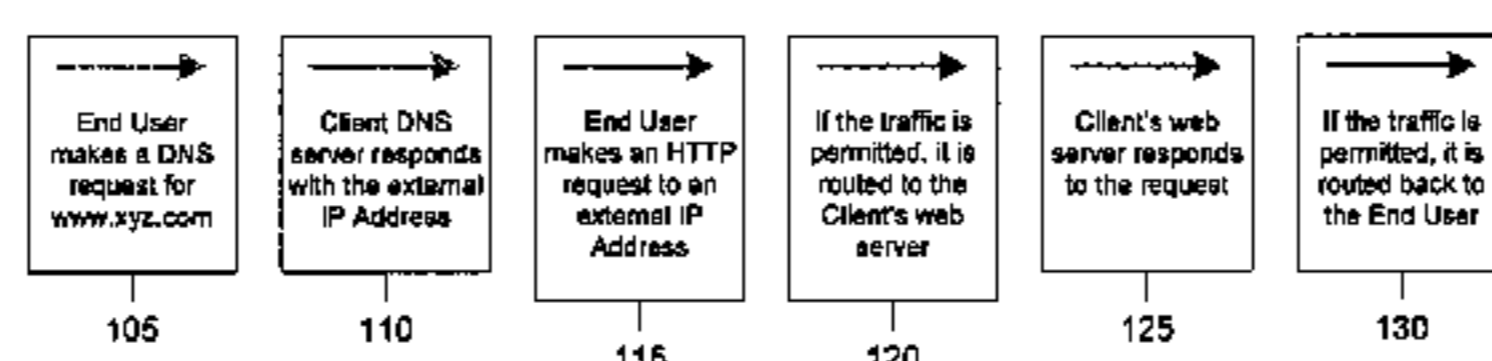 End User
makes a DNS
request for
www.xyz.com
105
Client DNS
server responds
with the external
IP Address
110
End User
makes an HTTP
request to an
external IP
Address
115
If the traffic is
permitted, it is
routed to the
Client's web
server
120
Client's web
server responds
to the request
125
If the traffic is
permitted, it is
routed back to
the End User
130